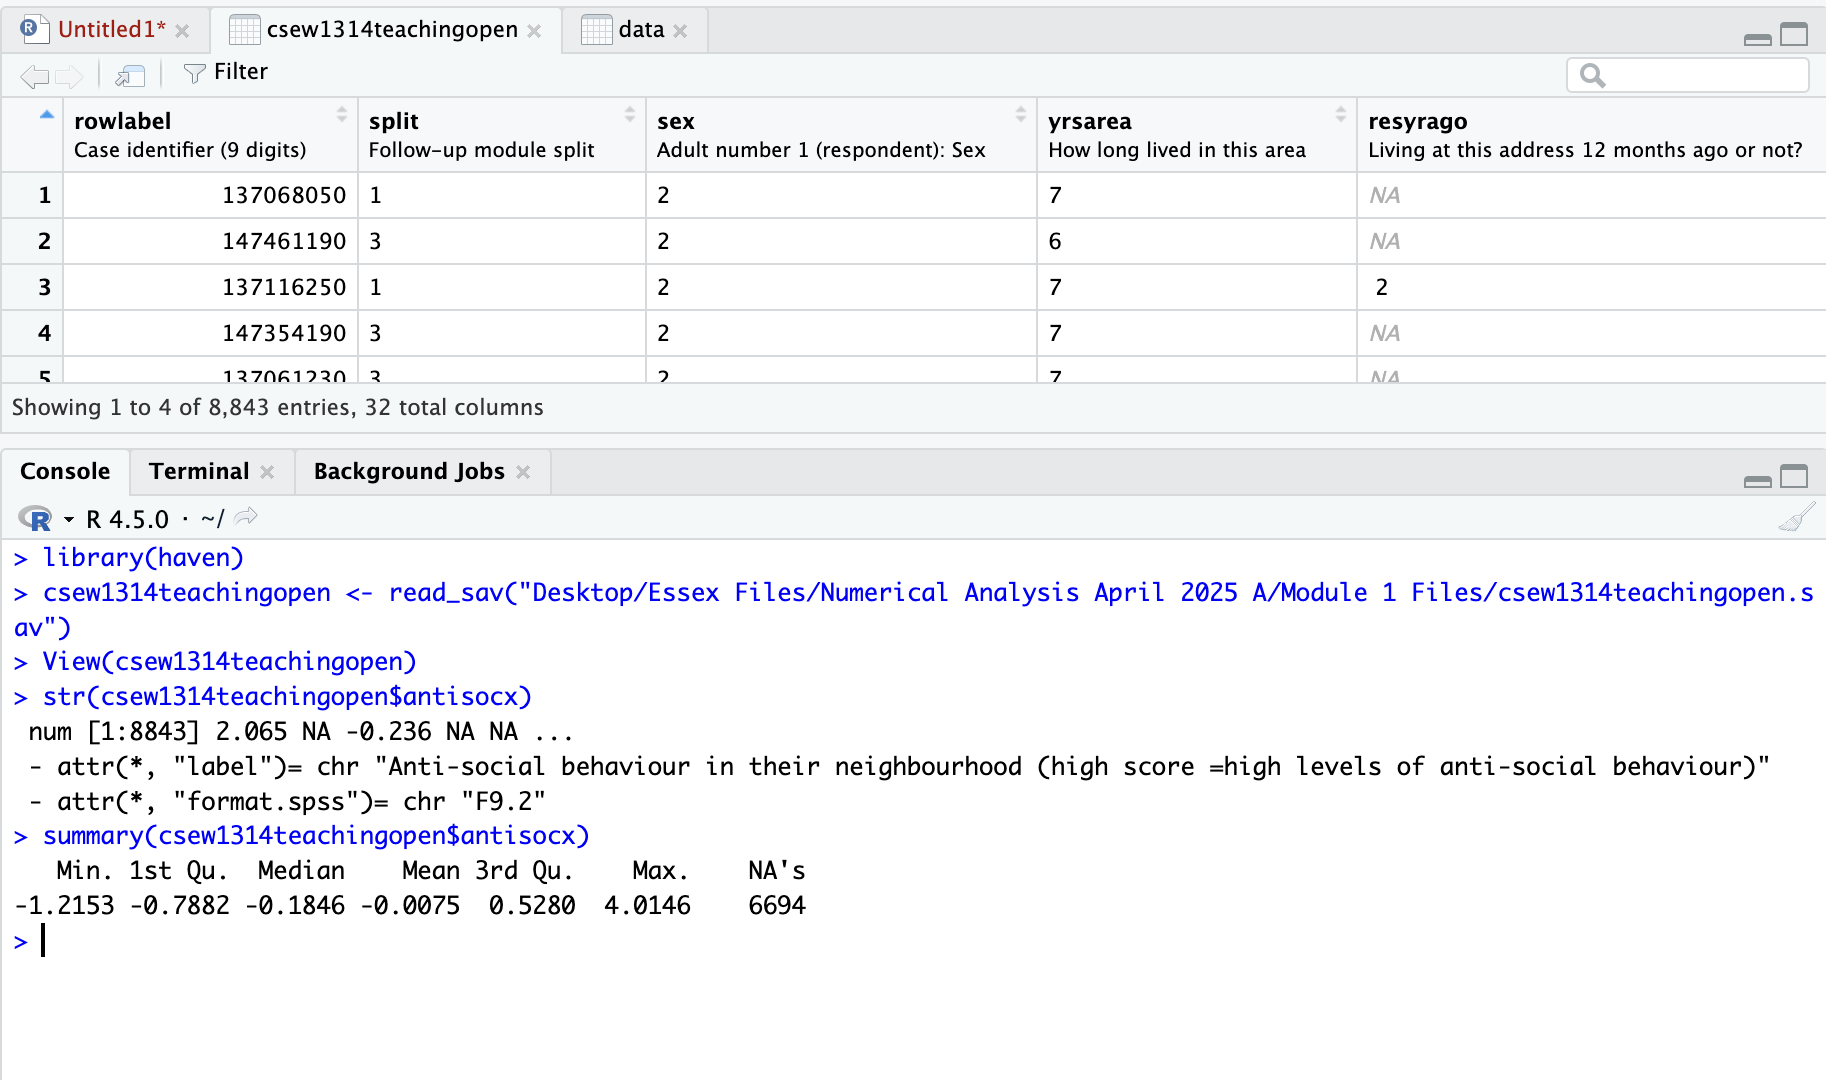 Untitled1* csew1314teachingopen data
Filter
rowlabel split sex yrsarea resyrago
Case identifier (9 digits) Follow-up module split Adult number 1 (respondent): Sex How long lived in this area Living at this address 12 months ago or not?
1 137068050 1 2 7 NA
2 147461190 3 2 6 NA
3 137116250 1 2 7 2
4 147354190 3 2 7 NA
5 137061230 3 2 7 NA
Showing 1 to 4 of 8,843 entries, 32 total columns
Console Terminal Background Jobs
R R 4.5.0 · ~/
> library(haven)
> csew1314teachingopen <- read_sav("Desktop/Essex Files/Numerical Analysis April 2025 A/Module 1 Files/csew1314teachingopen.s
av")
> View(csew1314teachingopen)
> str(csew1314teachingopen$antisocx)
num [1:8843] 2.065 NA -0.236 NA NA ...
- attr(*, "label")= chr "Anti-social behaviour in their neighbourhood (high score =high levels of anti-social behaviour)"
- attr(*, "format.spss")= chr "F9.2"
> summary(csew1314teachingopen$antisocx)
Min. 1st Qu. Median Mean 3rd Qu. Max. NA's
-1.2153 -0.7882 -0.1846 -0.0075 0.5280 4.0146 6694
>